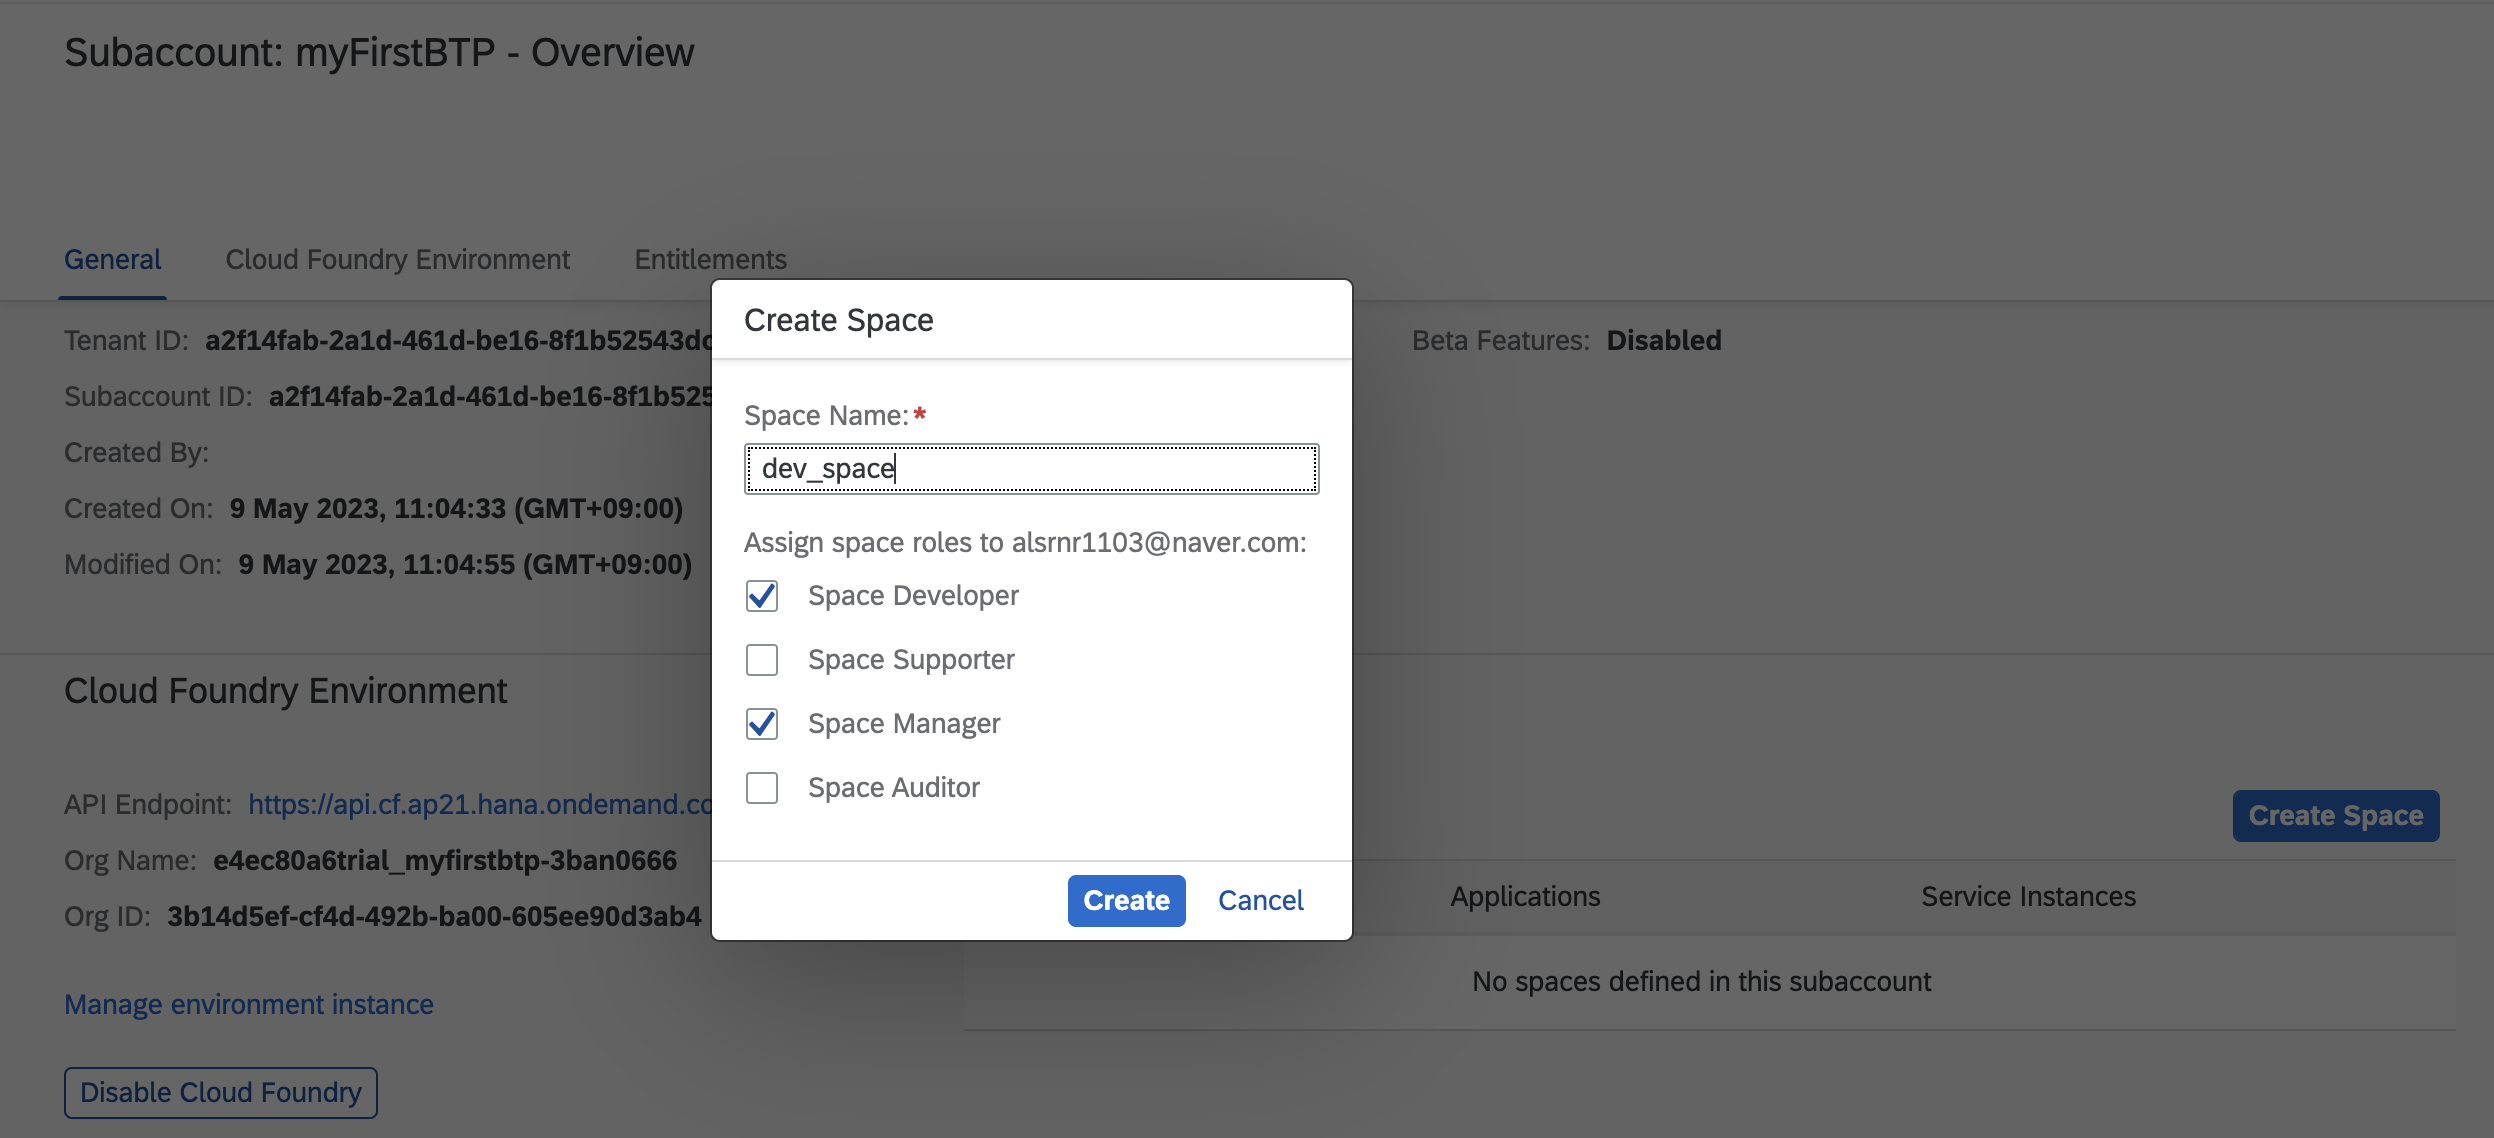 Subaccount: myFirstBTP - Overview
General
Cloud Foundry Environment
Entitlements
Tenant ID: a2f14fab-2a1d-461d-be16-8f1b52543dc
Subaccount ID: a2f14fab-2a1d-461d-be16-8f1b525
Created By:
Created On: 9 May 2023, 11:04:33 (GMT+09:00)
Modified On: 9 May 2023, 11:04:55 (GMT+09:00)
Beta Features: Disabled
Create Space
Space Name:*
dev_space
Assign space roles to alsrnr1103@naver.com:
Space Developer
Space Supporter
Space Manager
Space Auditor
Create
Cancel
Cloud Foundry Environment
API Endpoint: https://api.cf.ap21.hana.ondemand.co
Org Name: e4ec80a6trial_myfirstbtp-3ban0666
Org ID: 3b14d5ef-cf4d-492b-ba00-605ee90d3ab4
Manage environment instance
Disable Cloud Foundry
Create Space
Applications
Service Instances
No spaces defined in this subaccount